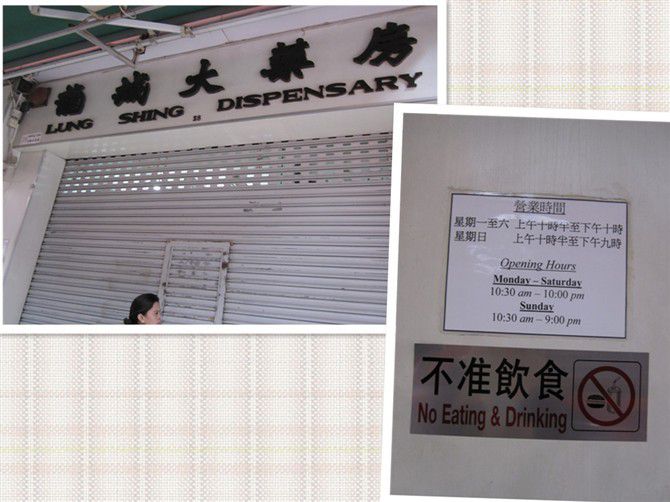 龍城大藥房
LUNG SHING DISPENSARY
營業時間
星期一至六 上午十時半至下午十時
星期日 上午十時半至下午九時
Opening Hours
Monday – Saturday
10:30 am – 10:00 pm
Sunday
10:30 am – 9:00 pm
不准飲食
No Eating & Drinking